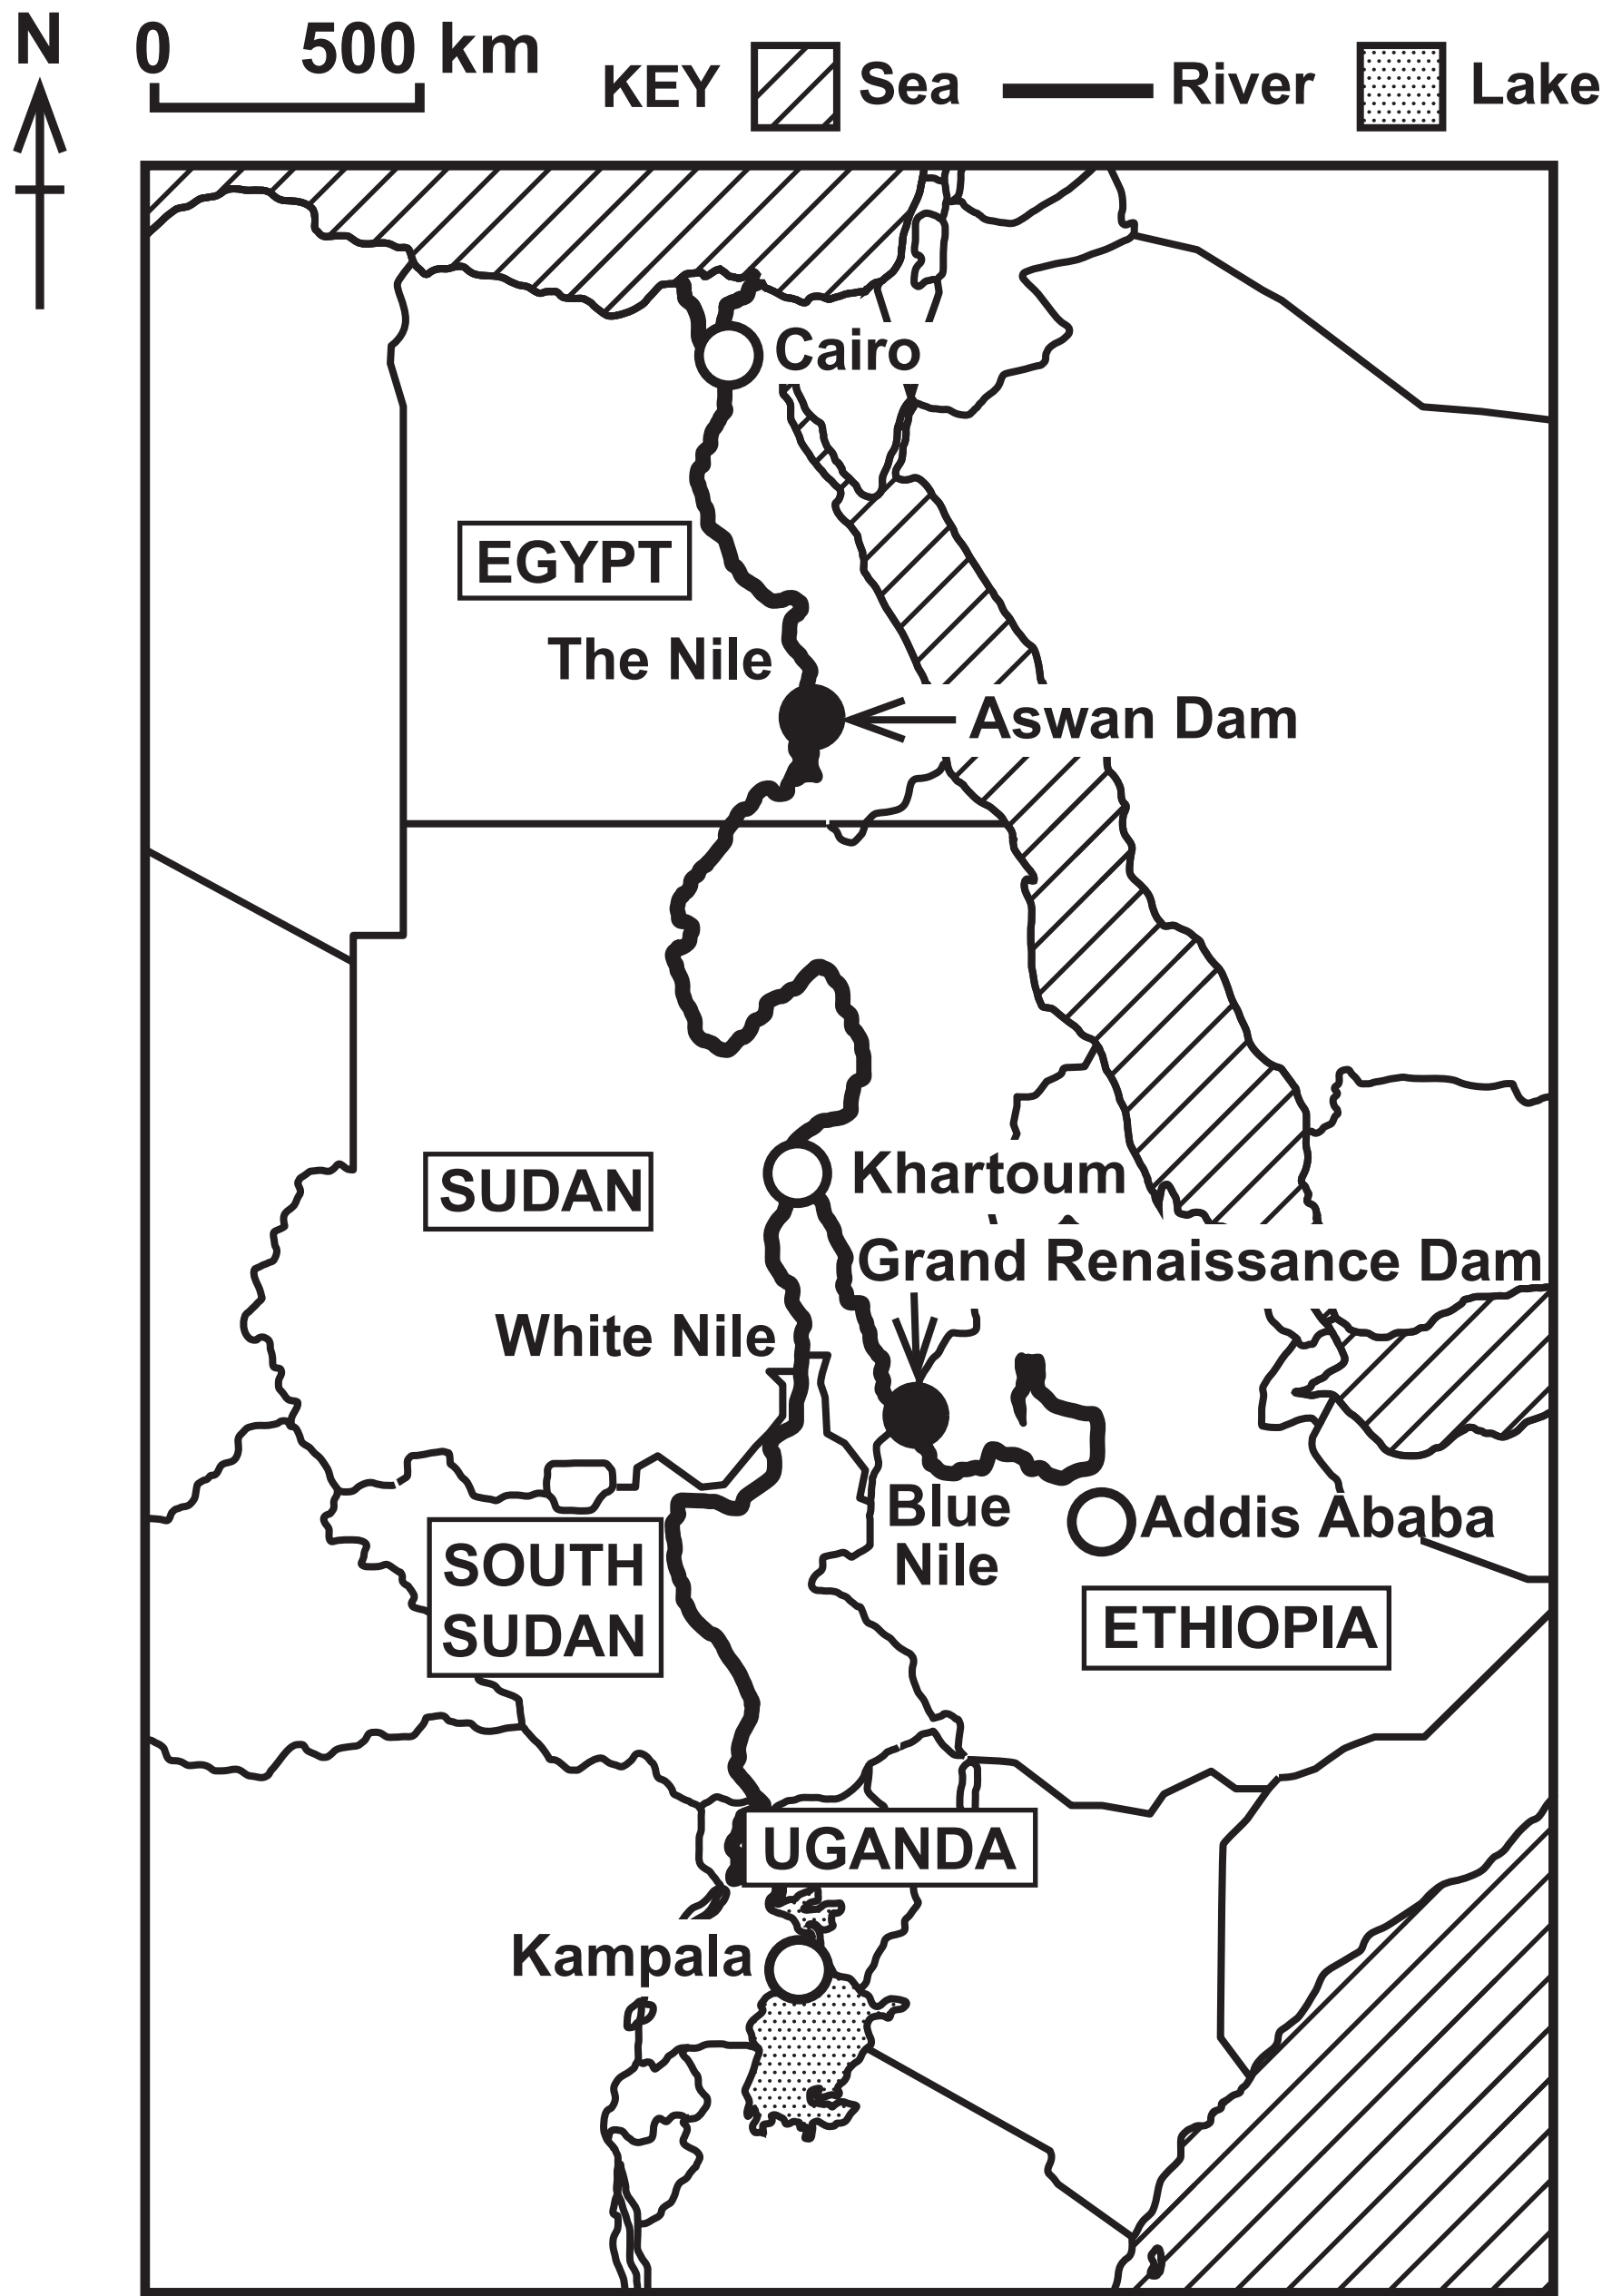 N
0 500 km
KEY Sea River Lake
Cairo
EGYPT
The Nile
Aswan Dam
Khartoum
SUDAN
Grand Renaissance Dam
White Nile
Blue
Nile
Addis Ababa
SOUTH
SUDAN
ETHIOPIA
UGANDA
Kampala